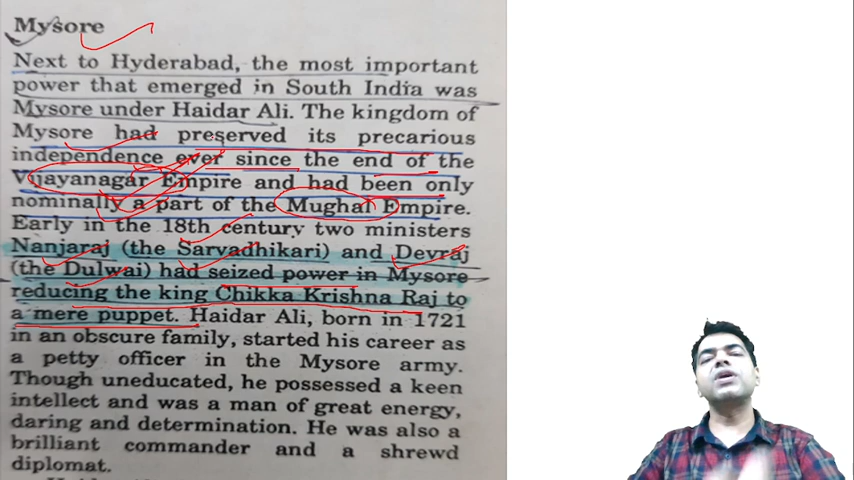 Mysore
Next to Hyderabad, the most important
power that emerged in South India was
Mysore under Haidar Ali. The kingdom of
Mysore had preserved its precarious
independence ever since the end of the
Vijayanagar Empire and had been only
nominally a part of the Mughal Empire.
Early in the 18th century two ministers
Nanjaraj (the Sarvadhikari) and Devraj
(the Dulwai) had seized power in Mysore
reducing the king Chikka Krishna Raj to
a mere puppet. Haidar Ali, born in 1721
in an obscure family, started his career as
a petty officer in the Mysore army.
Though uneducated, he possessed a keen
intellect and was a man of great energy,
daring and determination. He was also a
brilliant commander and a shrewd
diplomat.